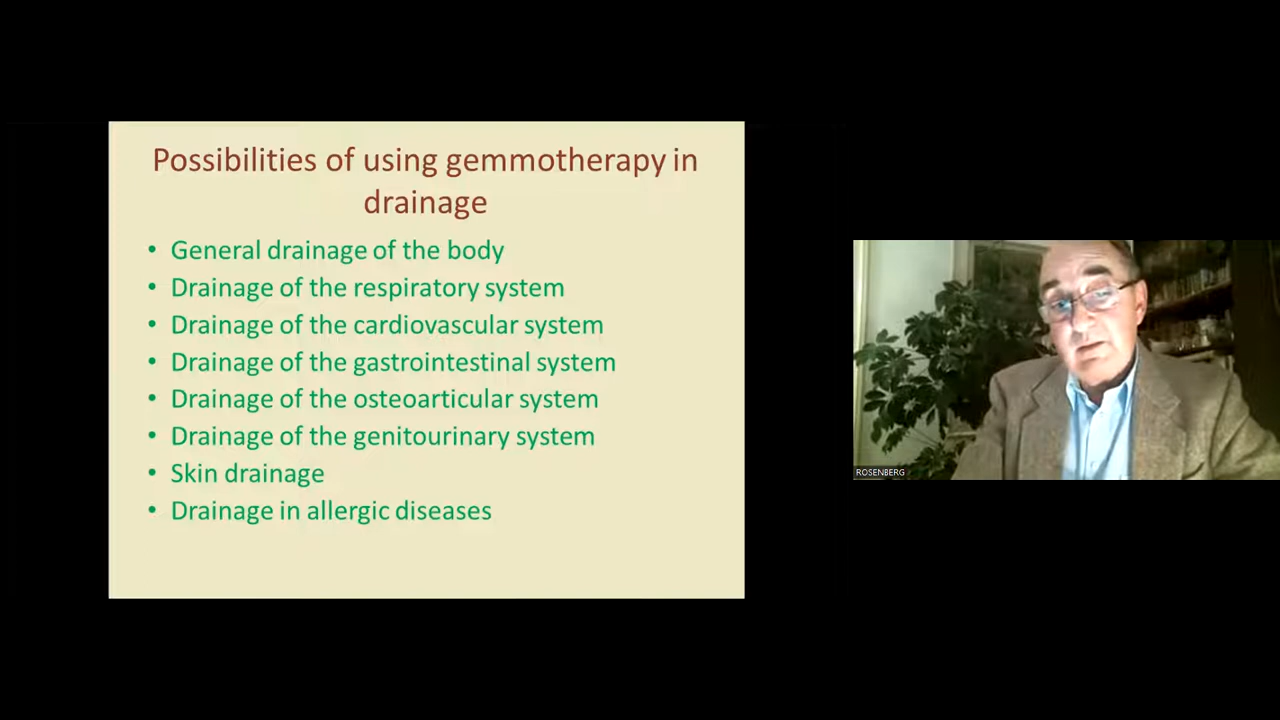 Possibilities of using gemmotherapy in
drainage
• General drainage of the body
• Drainage of the respiratory system
• Drainage of the cardiovascular system
• Drainage of the gastrointestinal system
• Drainage of the osteoarticular system
• Drainage of the genitourinary system
• Skin drainage
• Drainage in allergic diseases
ROSENBERG